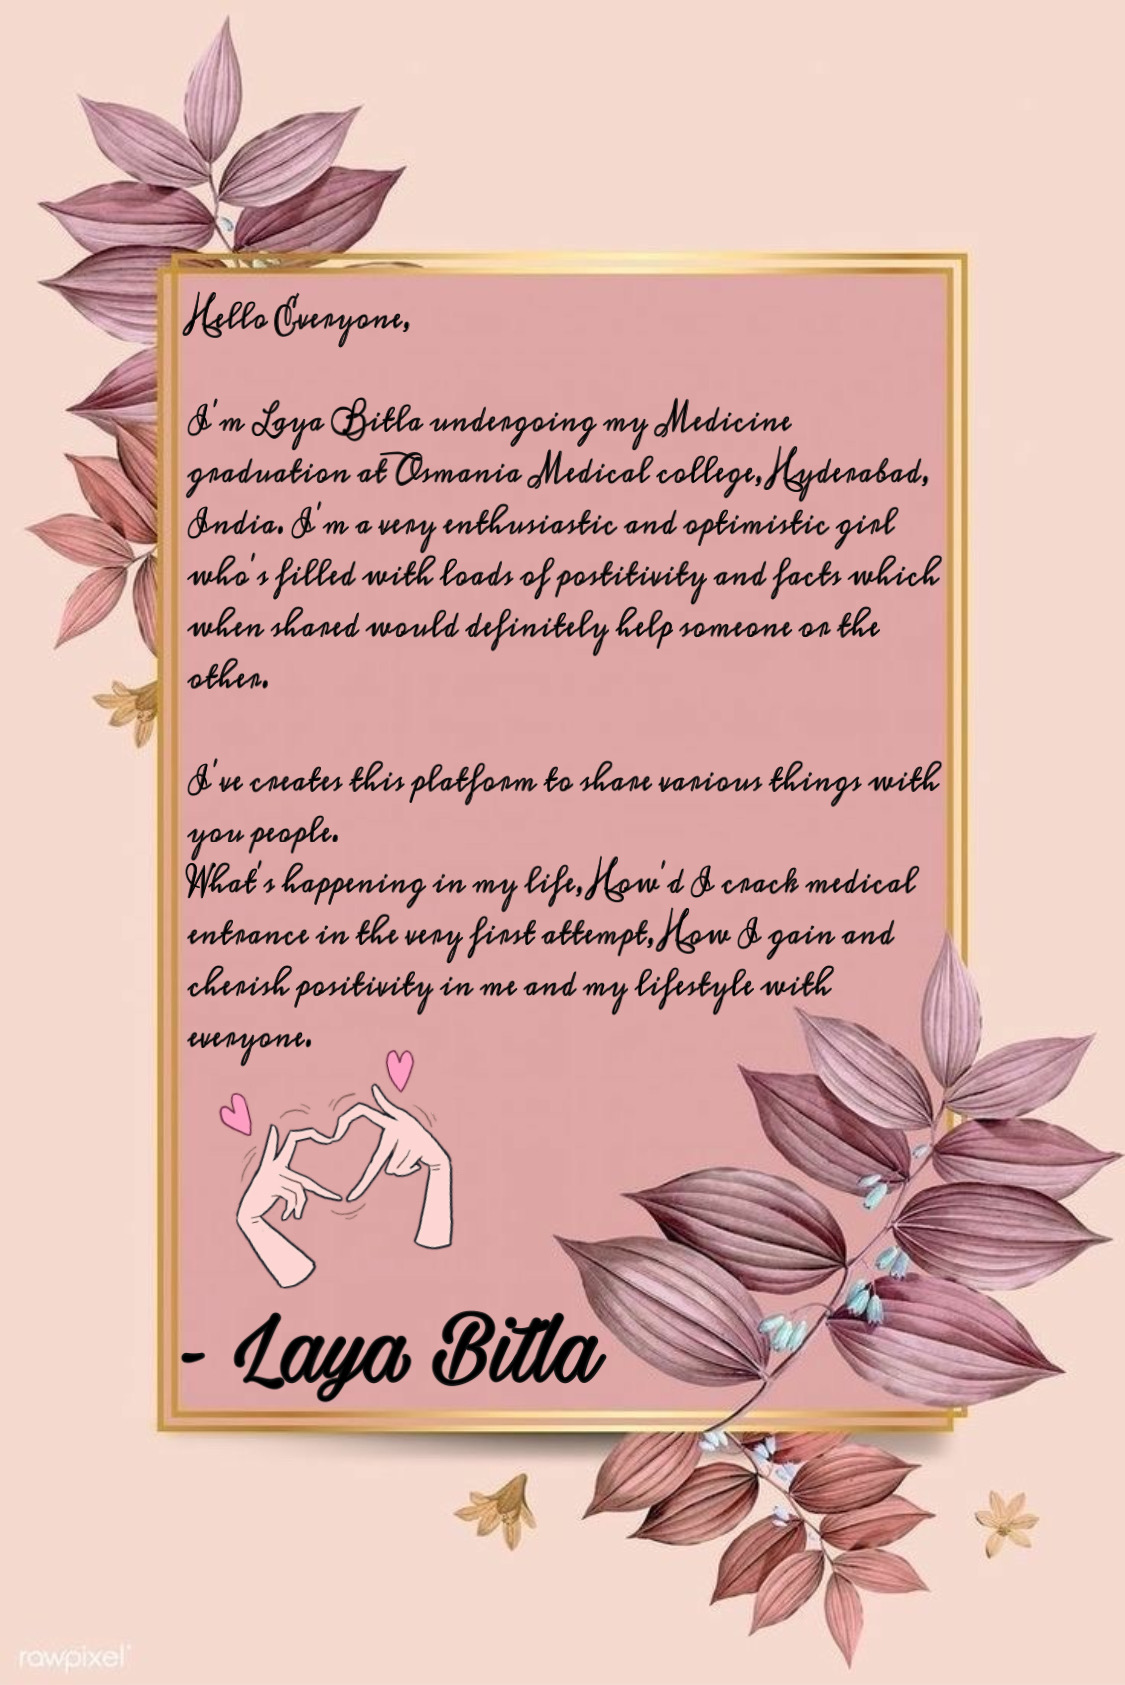 Hello Everyone,
I'm Laya Bitla undergoing my Medicine
graduation at Osmania Medical college, Hyderabad,
India. I'm a very enthusiastic and optimistic girl
who's filled with loads of postitivity and facts which
when shared would definitely help someone or the
other.
I've creates this platform to share various things with
you people.
What's happening in my life, How'd I crack medical
entrance in the very first attempt, How I gain and
cherish positivity in me and my lifestyle with
everyone.
- Laya Bitla
rawpixel